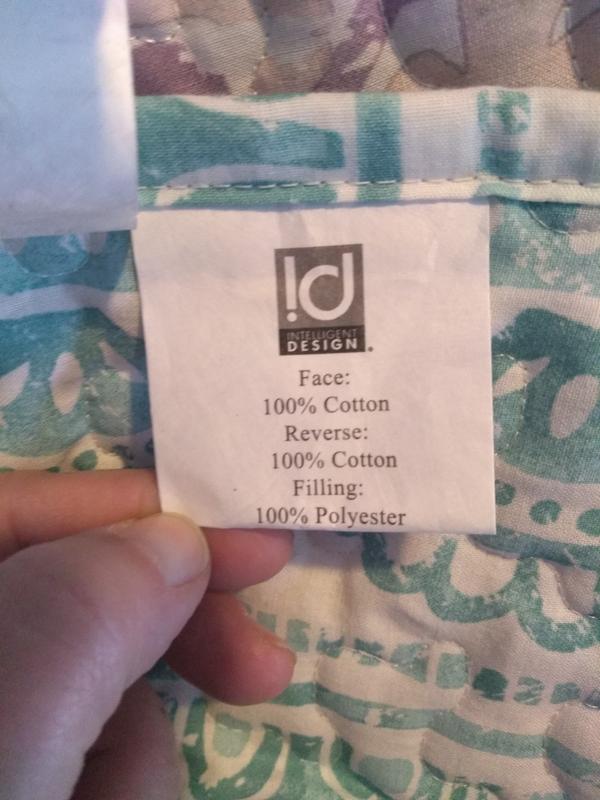 !d
INTELLIGENT
DESIGN.
Face:
100% Cotton
Reverse:
100% Cotton
Filling:
100% Polyester